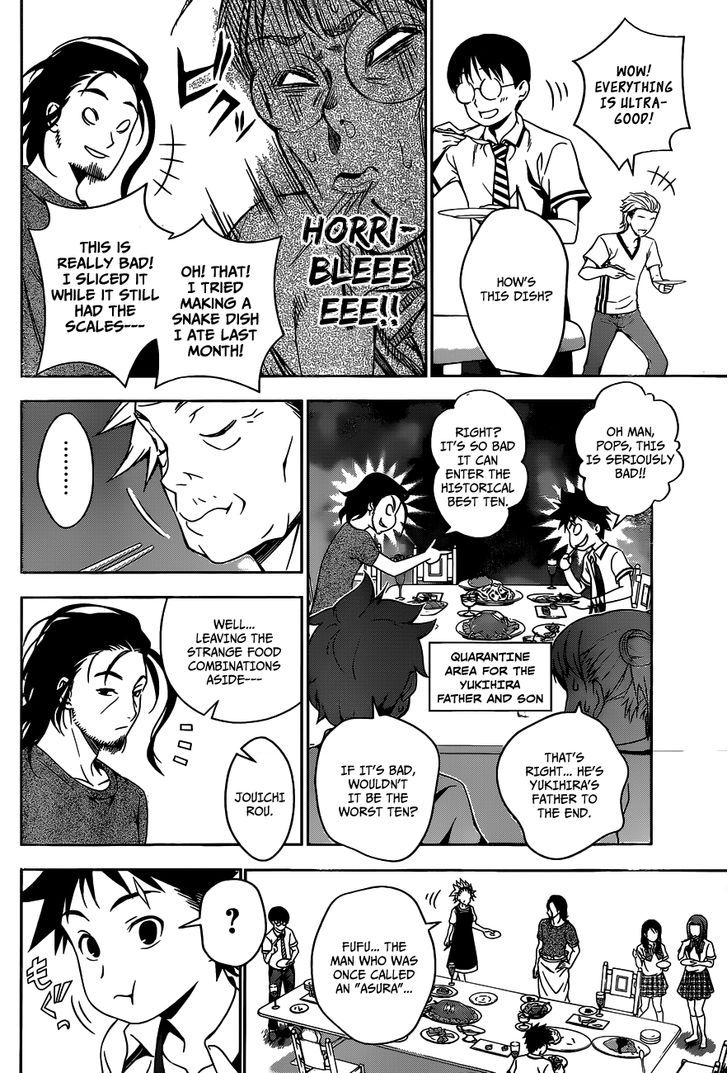 WOW!
EVERYTHING
IS ULTRA-
GOOD!
HOW'S
THIS DISH?
HORRI-
BLEEE
EEE!!
OH! THAT!
I TRIED
MAKING A
SNAKE DISH
I ATE LAST
MONTH!
THIS IS
REALLY BAD!
I SLICED IT
WHILE IT STILL
HAD THE
SCALES---
OH MAN,
POPS, THIS
IS SERIOUSLY
BAD!!
RIGHT?
IT'S SO BAD
IT CAN
ENTER THE
HISTORICAL
BEST TEN.
QUARANTINE
AREA FOR THE
YUKIHIRA
FATHER AND SON
THAT'S
RIGHT... HE'S
YUKIHIRA'S
FATHER TO
THE END.
IF IT'S BAD,
WOULDN'T
IT BE THE
WORST TEN?
........
WELL...
LEAVING THE
STRANGE FOOD
COMBINATIONS
ASIDE---
JOUICHI
ROU.
FUFU... THE
MAN WHO WAS
ONCE CALLED
AN "ASURA"...
?
もぐ